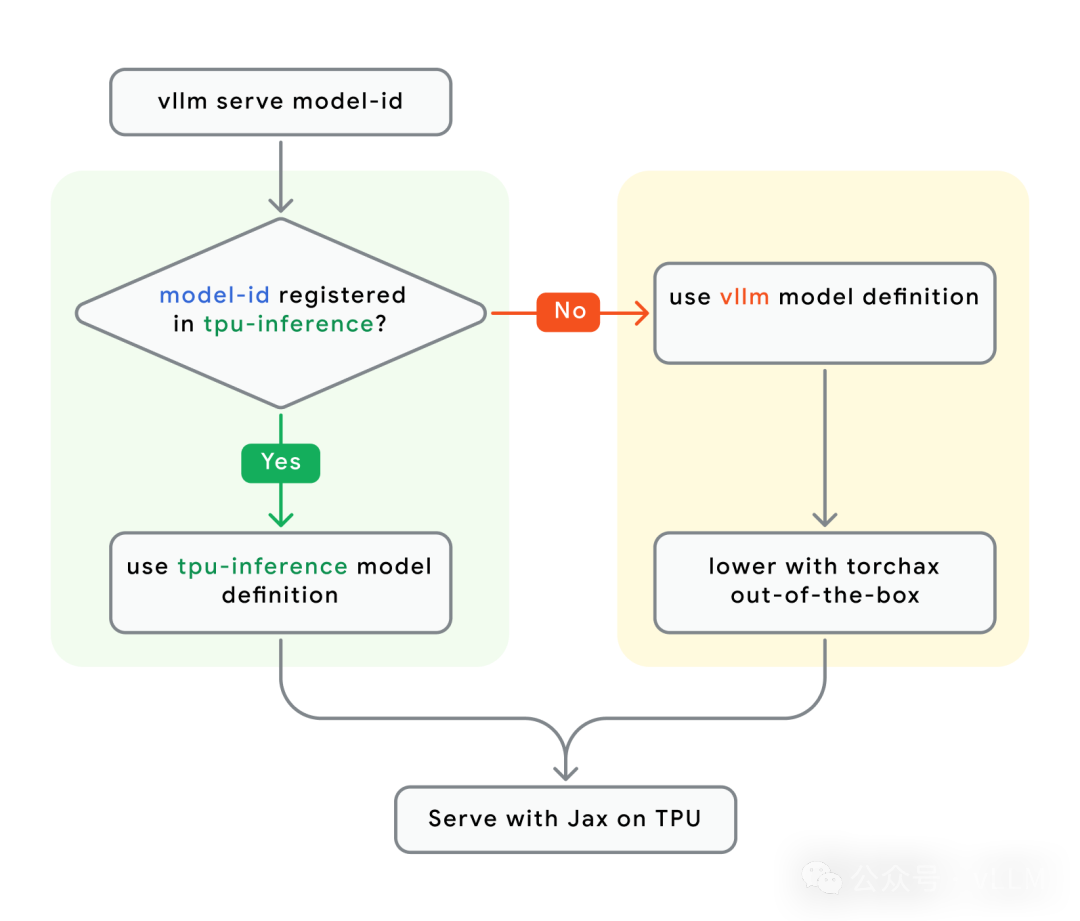 vllm serve model-id
model-id registered
in tpu-inference?
No
use vllm model definition
Yes
use tpu-inference model
definition
lower with torchax
out-of-the-box
Serve with Jax on TPU
公众号